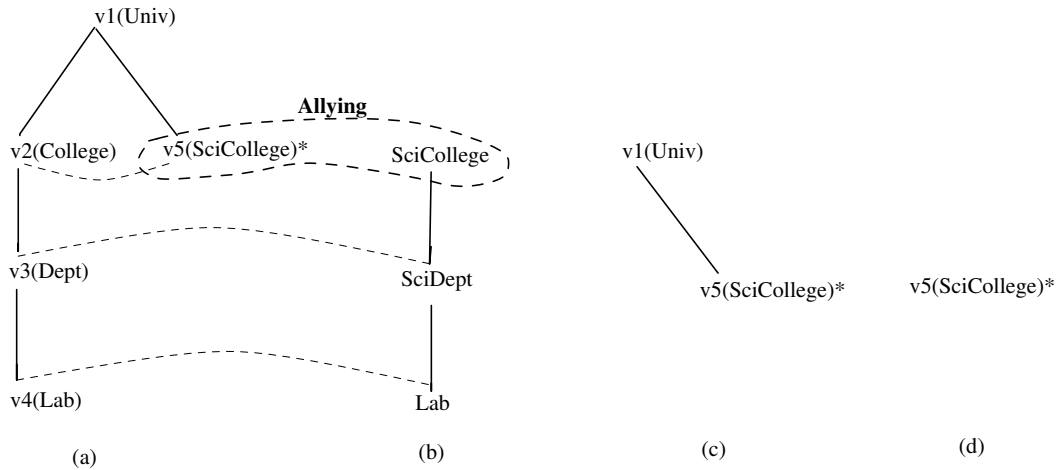 v1(Univ)
Allying
v2(College)
v5(SciCollege)*
SciCollege
v1(Univ)
v3(Dept)
SciDept
v5(SciCollege)*
v5(SciCollege)*
v4(Lab)
Lab
(a)
(b)
(c)
(d)